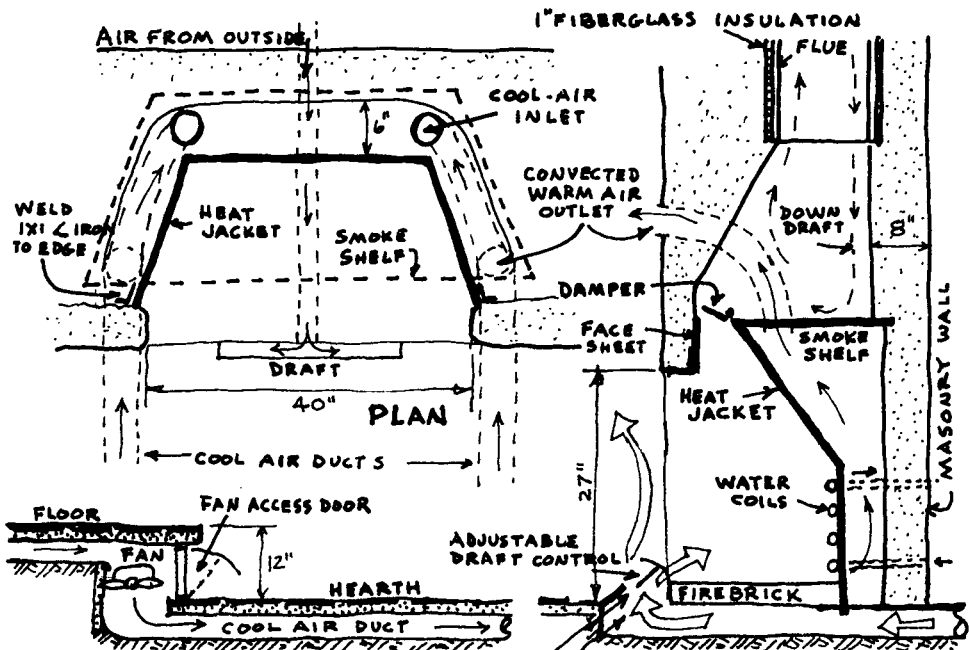 AIR FROM OUTSIDE
1" FIBERGLASS INSULATION
FLUE
COOL-AIR
INLET
6"
CONVECTED
WARM AIR
OUTLET
WELD
1X1 ∠ IRON
TO EDGE
HEAT
JACKET
SMOKE
SHELF
DOWN
DRAFT
8"
DAMPER
FACE
SHEET
SMOKE
SHELF
MASONRY WALL
DRAFT
40"
PLAN
HEAT
JACKET
COOL AIR DUCTS
27"
WATER
COILS
FLOOR
FAN ACCESS DOOR
FAN
12"
ADJUSTABLE
DRAFT CONTROL
HEARTH
FIREBRICK
COOL AIR DUCT